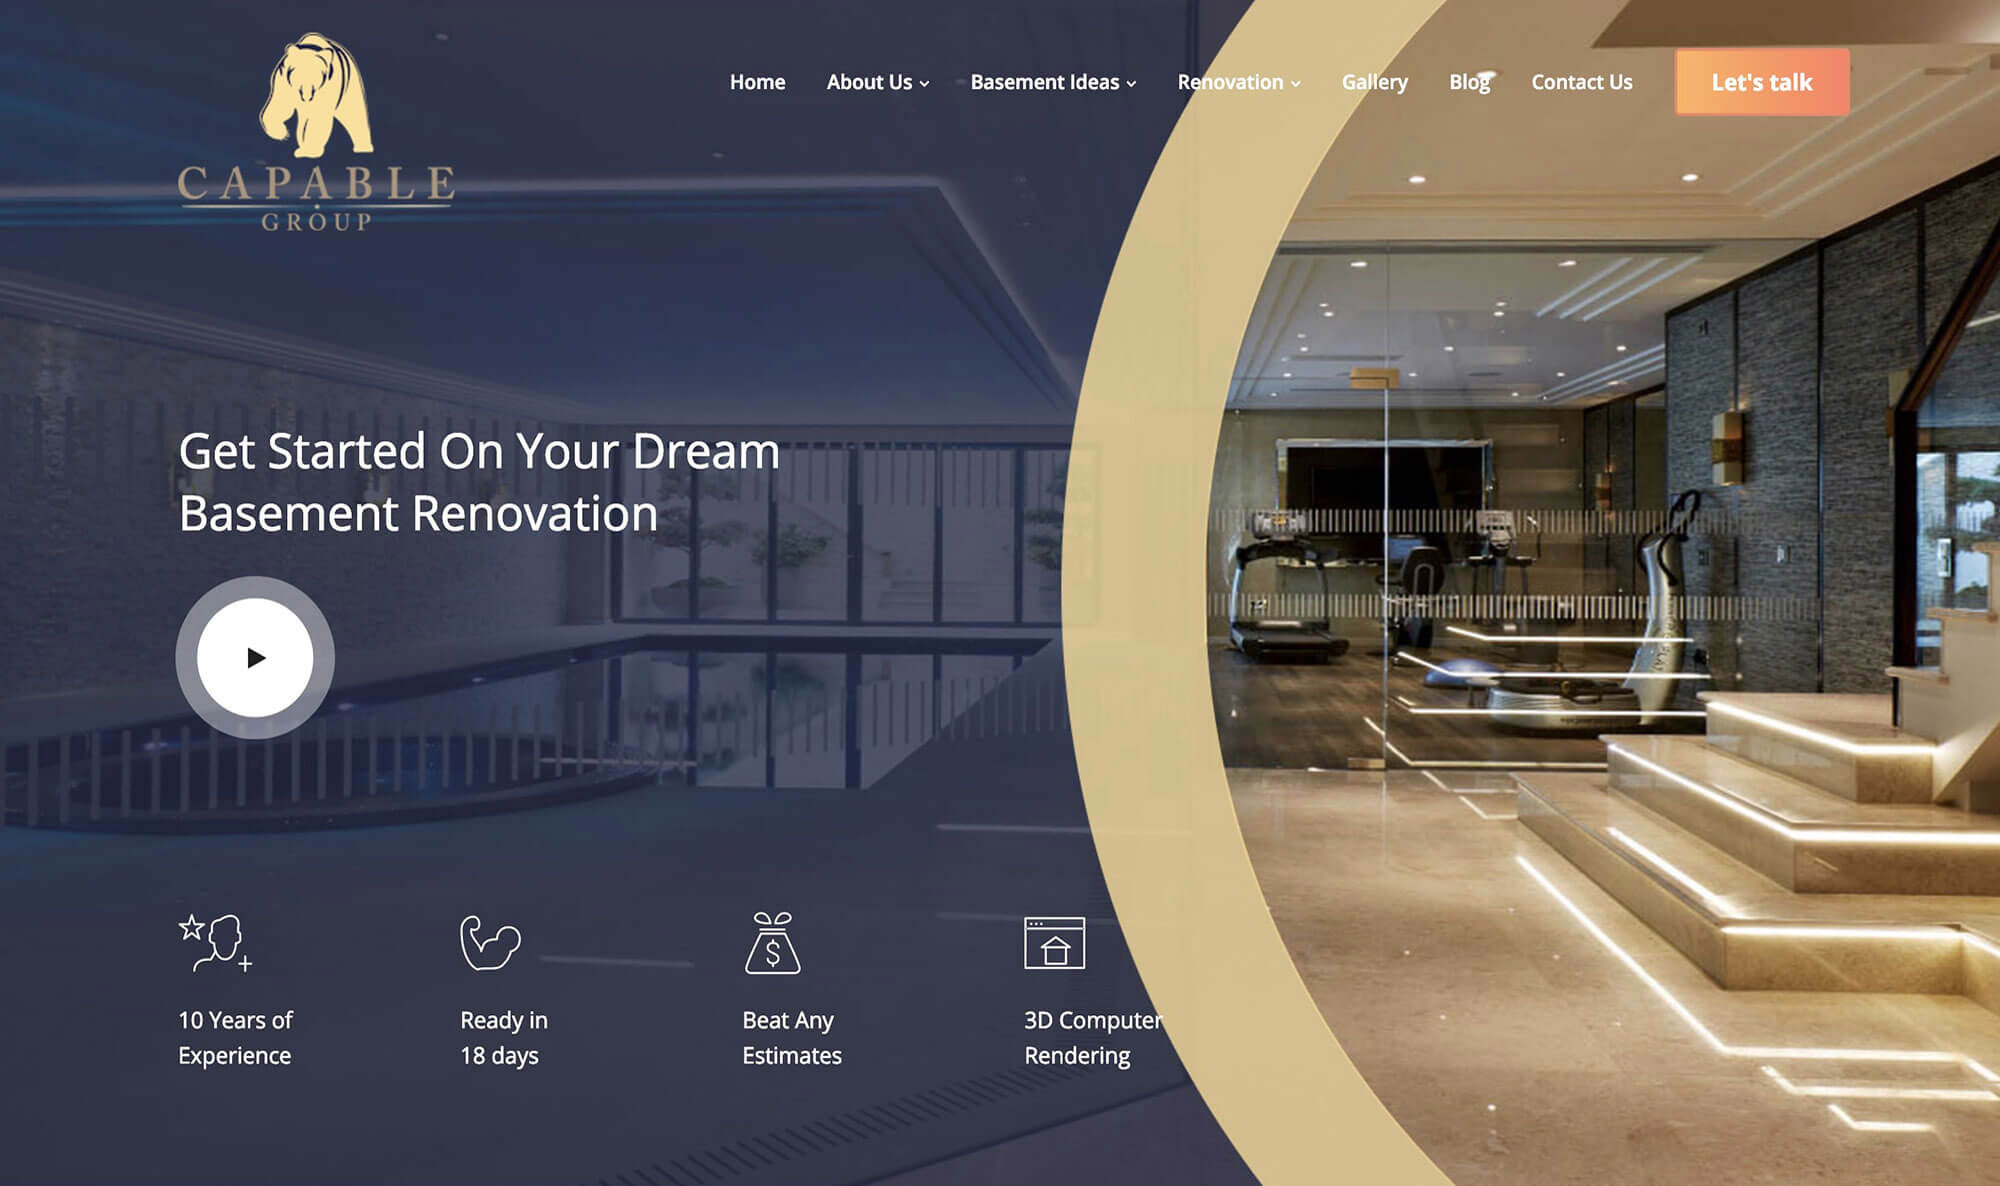 CAPABLE
GROUP
Home About Us Basement Ideas Renovation Gallery Blog Contact Us Let's talk
Get Started On Your Dream
Basement Renovation
$
10 Years of
Experience
Ready in
18 days
Beat Any
Estimates
3D Computer
Rendering